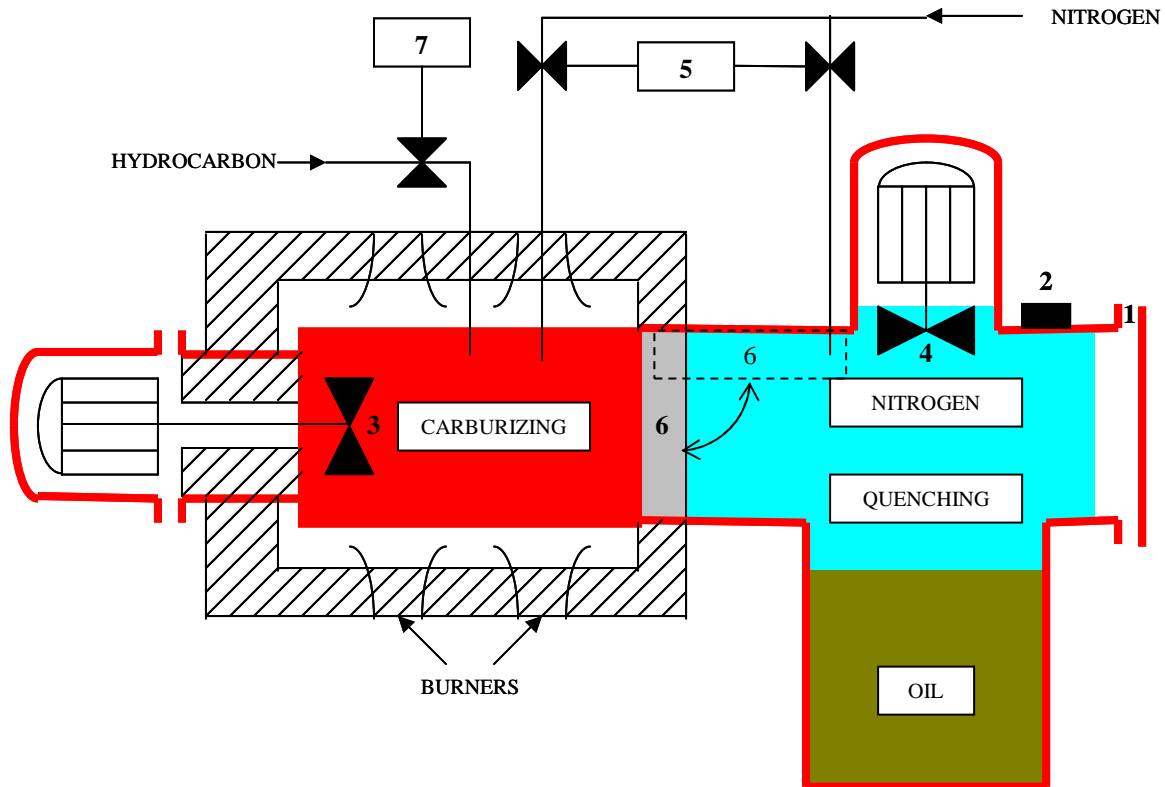 NITROGEN
7
5
HYDROCARBON
2
1
6
4
NITROGEN
3
CARBURIZING
6
QUENCHING
BURNERS
OIL